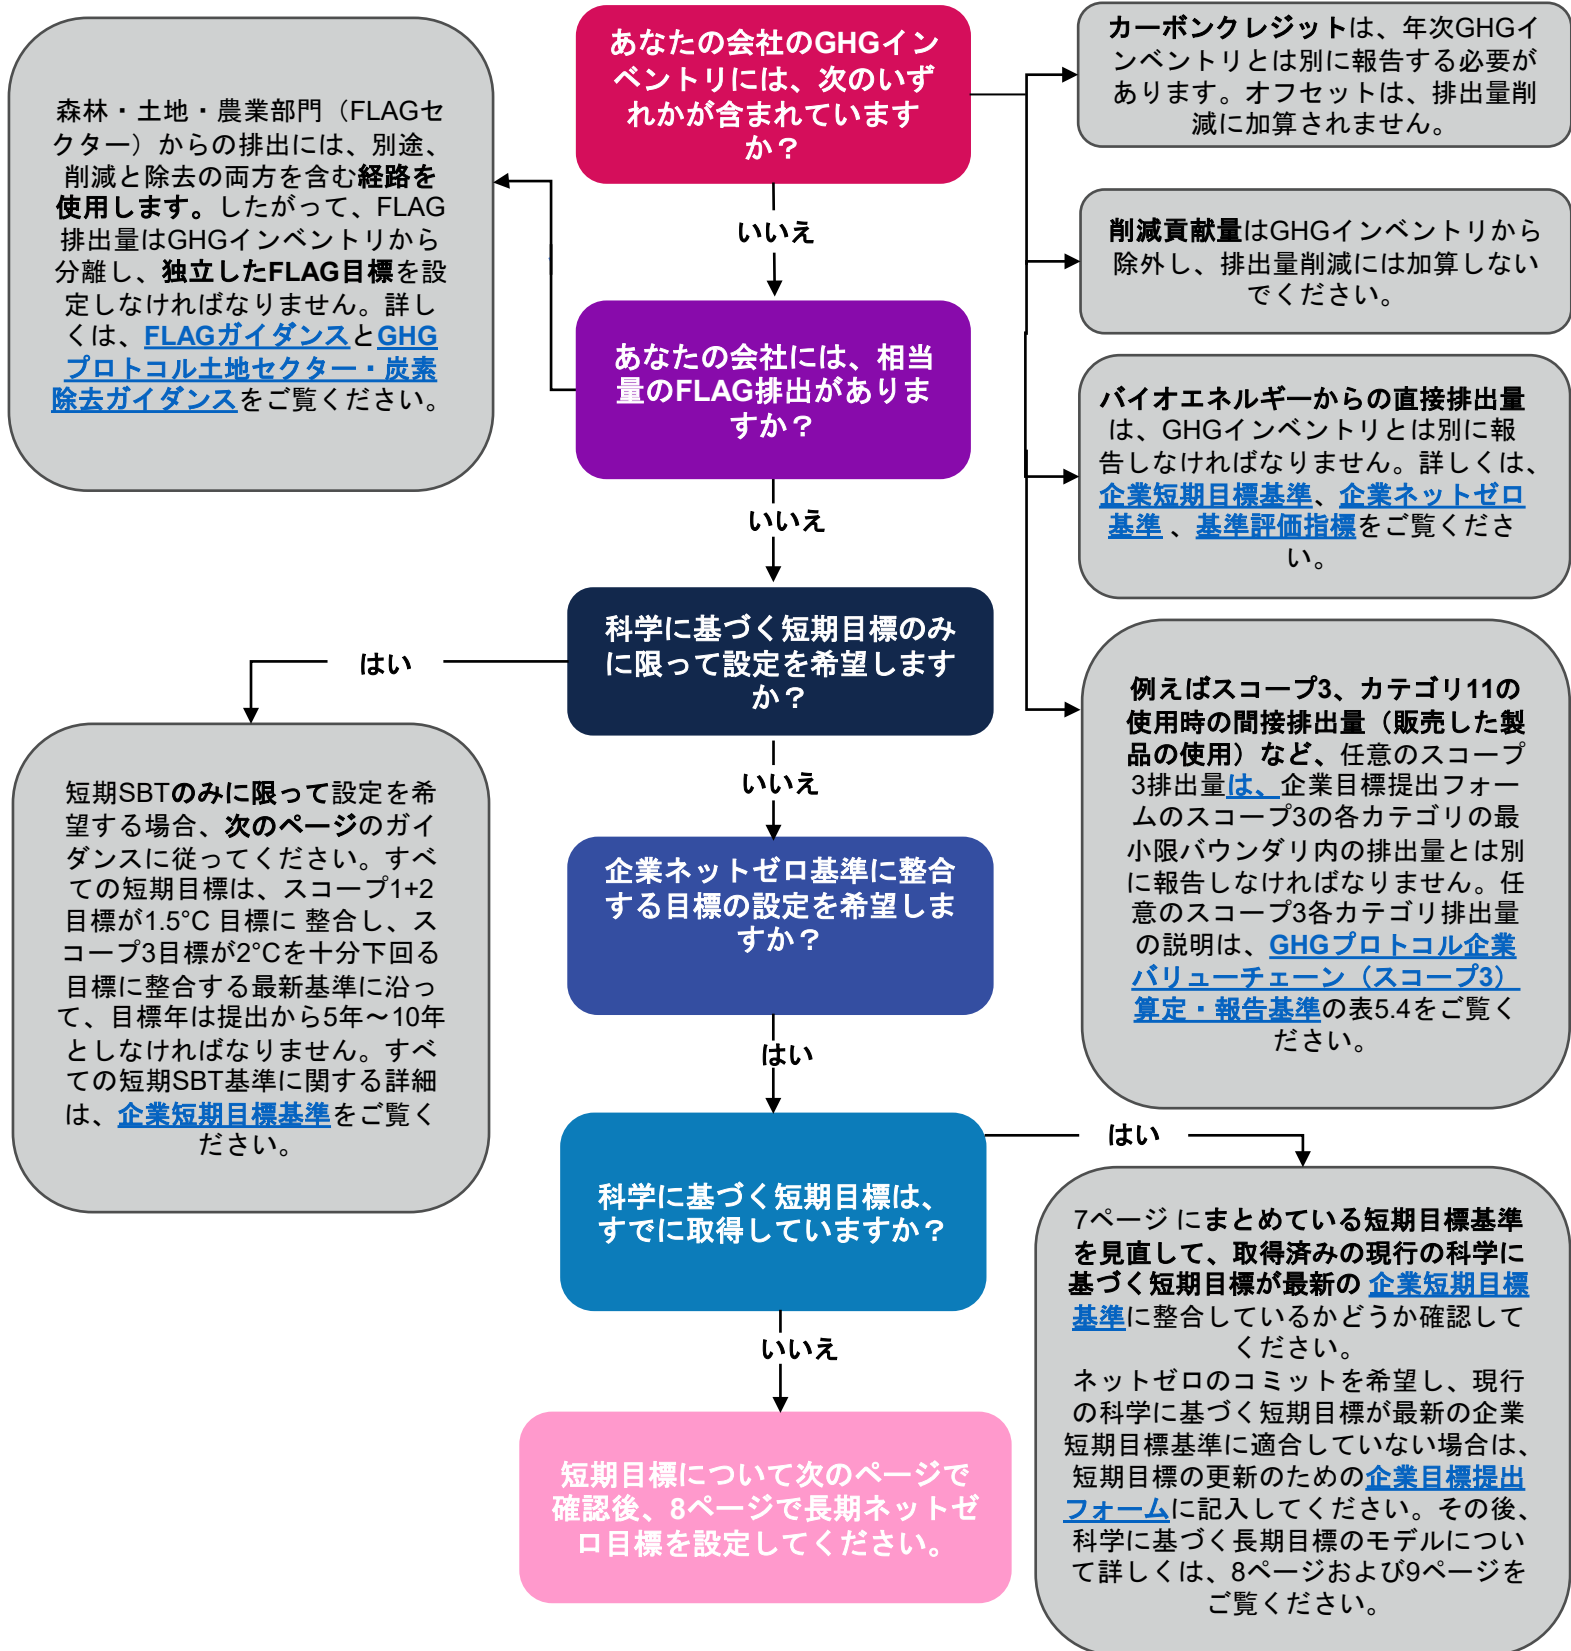 あなたの会社のGHGイン
ベントリには、次のいず
れかが含まれています
か？
カーボンクレジットは、年次GHGイ
ンベントリとは別に報告する必要が
あります。オフセットは、排出量削
減に加算されません。
森林・土地・農業部門（FLAGセ
クター）からの排出には、別途、
削減と除去の両方を含む経路を
使用します。したがって、FLAG
排出量はGHGインベントリから
分離し、独立したFLAG目標を設
定しなければなりません。詳し
くは、FLAGガイダンスとGHG
プロトコル土地セクター・炭素
除去ガイダンスをご覧ください。
いいえ
削減貢献量はGHGインベントリから
除外し、排出量削減には加算しない
でください。
あなたの会社には、相当
量のFLAG排出がありま
すか？
バイオエネルギーからの直接排出量
は、GHGインベントリとは別に報
告しなければなりません。詳しくは、
企業短期目標基準、企業ネットゼロ
基準 、基準評価指標をご覧くださ
い。
いいえ
科学に基づく短期目標のみ
に限って設定を希望します
か？
はい
例えばスコープ3、カテゴリ11の
使用時の間接排出量（販売した製
品の使用）など、任意のスコープ
3排出量は、企業目標提出フォー
ムのスコープ3の各カテゴリの最
小限バウンダリ内の排出量とは別
に報告しなければなりません。任
意のスコープ3各カテゴリ排出量
の説明は、GHGプロトコル企業
バリューチェーン（スコープ3）
算定・報告基準の表5.4をご覧く
ださい。
いいえ
短期SBTのみに限って設定を希
望する場合、次のページのガイ
ダンスに従ってください。すべ
ての短期目標は、スコープ1+2
目標が1.5°C 目標に 整合し、ス
コープ3目標が2°Cを十分下回る
目標に整合する最新基準に沿っ
て、目標年は提出から5年～10年
としなければなりません。すべ
ての短期SBT基準に関する詳細
は、企業短期目標基準をご覧く
ださい。
企業ネットゼロ基準に整合
する目標の設定を希望しま
すか？
はい
科学に基づく短期目標は、
すでに取得していますか？
はい
7ページ にまとめている短期目標基準
を見直して、取得済みの現行の科学に
基づく短期目標が最新の 企業短期目標
基準に整合しているかどうか確認して
ください。
ネットゼロのコミットを希望し、現行
の科学に基づく短期目標が最新の企業
短期目標基準に適合していない場合は、
短期目標の更新のための企業目標提出
フォームに記入してください。その後、
科学に基づく長期目標のモデルについ
て詳しくは、8ページおよび9ページを
ご覧ください。
いいえ
短期目標について次のページで
確認後、8ページで長期ネットゼ
ロ目標を設定してください。